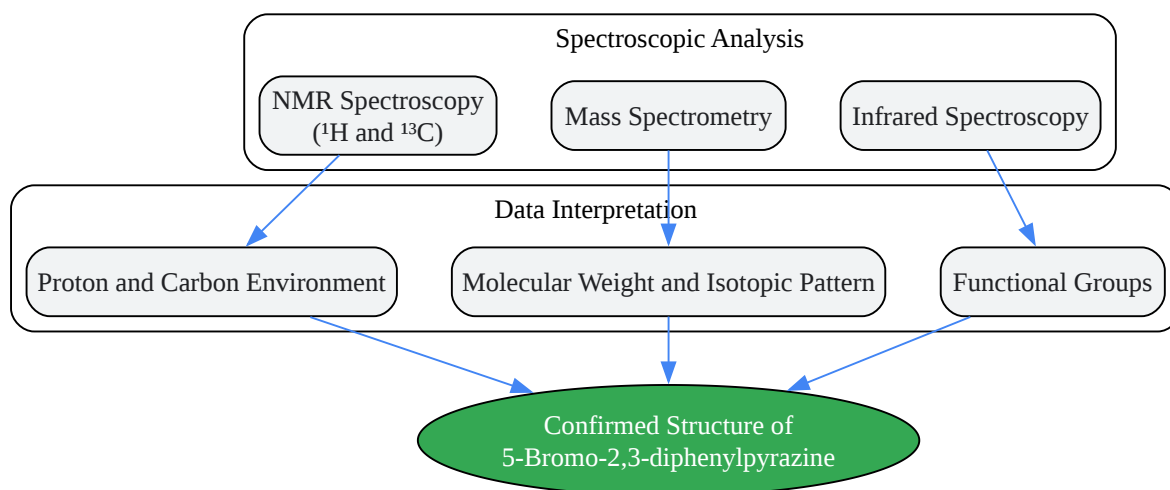 Spectroscopic Analysis
NMR Spectroscopy
(¹H and ¹³C)
Mass Spectrometry
Infrared Spectroscopy
Data Interpretation
Proton and Carbon Environment
Molecular Weight and Isotopic Pattern
Functional Groups
Confirmed Structure of
5-Bromo-2,3-diphenylpyrazine